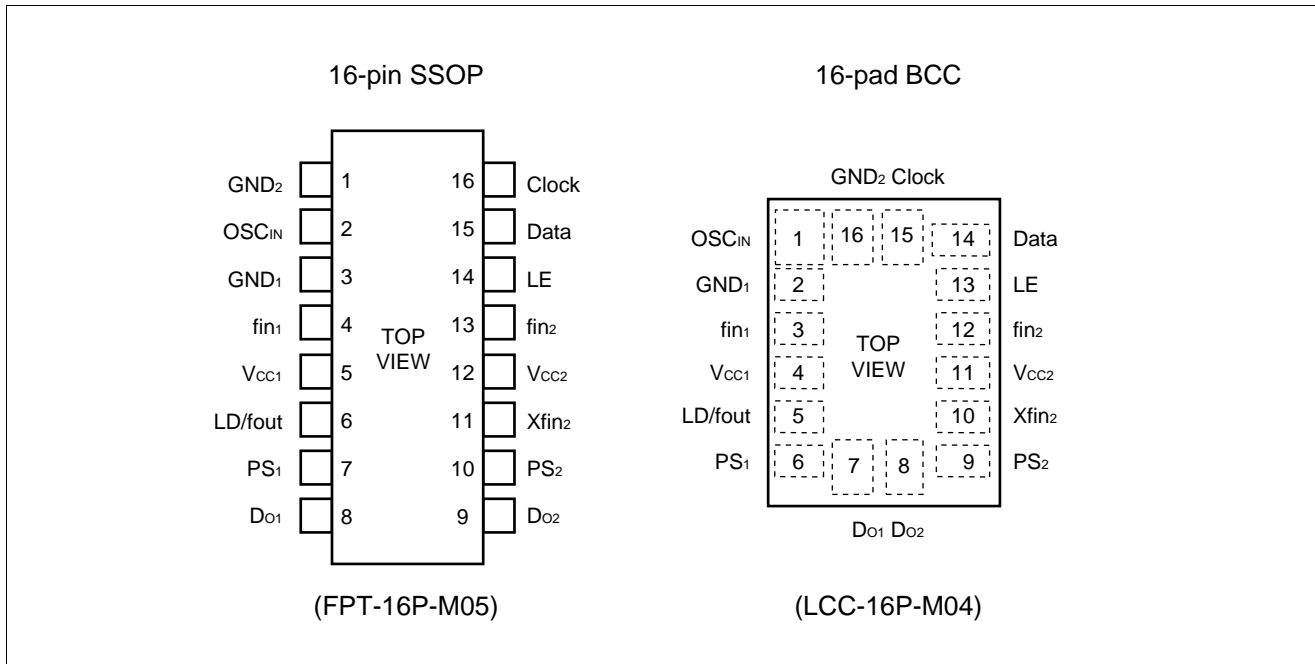 16-pin SSOP
GND2 1 16 Clock
OSCIN 2 15 Data
GND1 3 14 LE
fin1 4 13 fin2
TOP
VIEW
VCC1 5 12 VCC2
LD/fout 6 11 Xfin2
PS1 7 10 PS2
DO1 8 9 DO2
(FPT-16P-M05)
16-pad BCC
GND2 Clock
OSCIN 1 16 15 14 Data
GND1 2 13 LE
fin1 3 12 fin2
TOP
VIEW
VCC1 4 11 VCC2
LD/fout 5 10 Xfin2
PS1 6 7 8 9 PS2
DO1 DO2
(LCC-16P-M04)